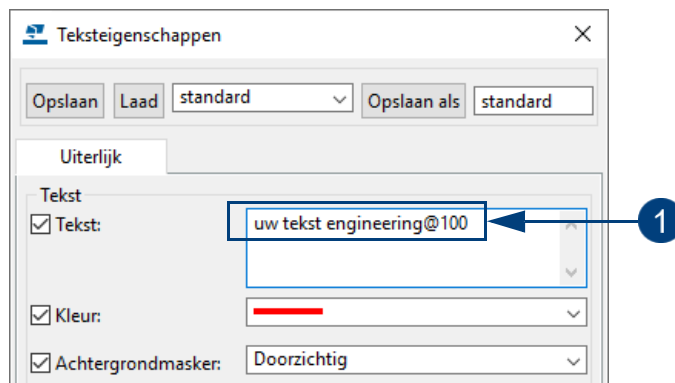 Teksteigenschappen
Opslaan Laad standard Opslaan als standard
Uiterlijk
Tekst
Tekst: uw tekst engineering@100 1
Kleur:
Achtergrondmasker: Doorzichtig